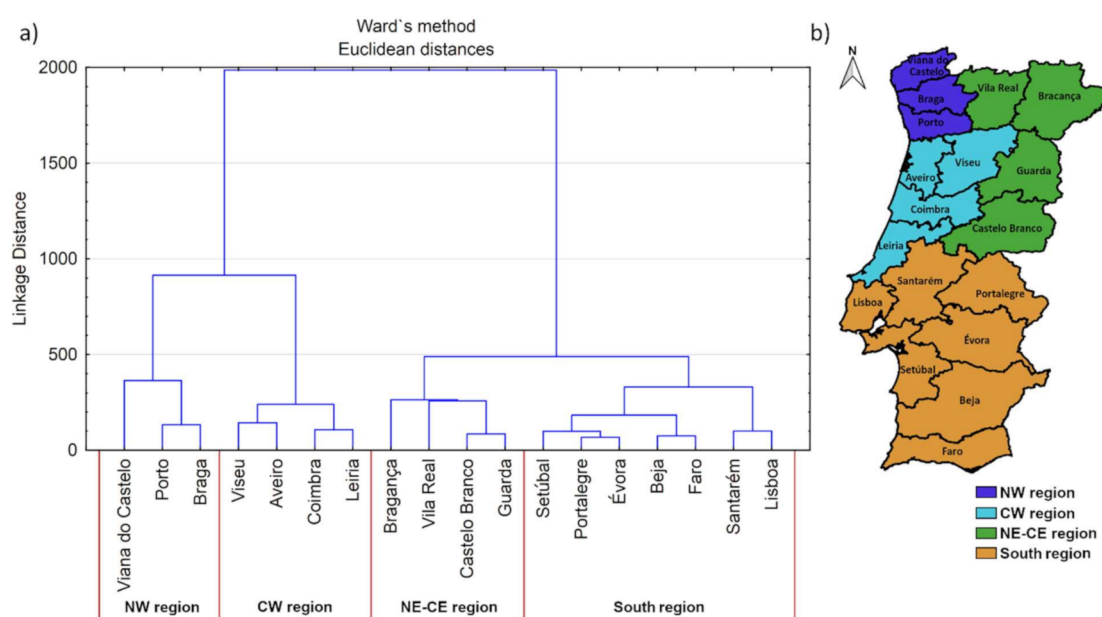 a)
Ward`s method
Euclidean distances
Linkage Distance
2000
1500
1000
500
0
Viana do Castelo
Porto
Braga
Viseu
Aveiro
Coimbra
Leiria
Bragança
Vila Real
Castelo Branco
Guarda
Setúbal
Portalegre
Évora
Beja
Faro
Santarém
Lisboa
NW region
CW region
NE-CE region
South region
b)
N
Viana do
Castelo
Braga
Porto
Vila Real
Bracança
Aveiro
Viseu
Guarda
Coimbra
Castelo Branco
Leiria
Santarém
Portalegre
Lisboa
Évora
Setúbal
Beja
Faro
NW region
CW region
NE-CE region
South region